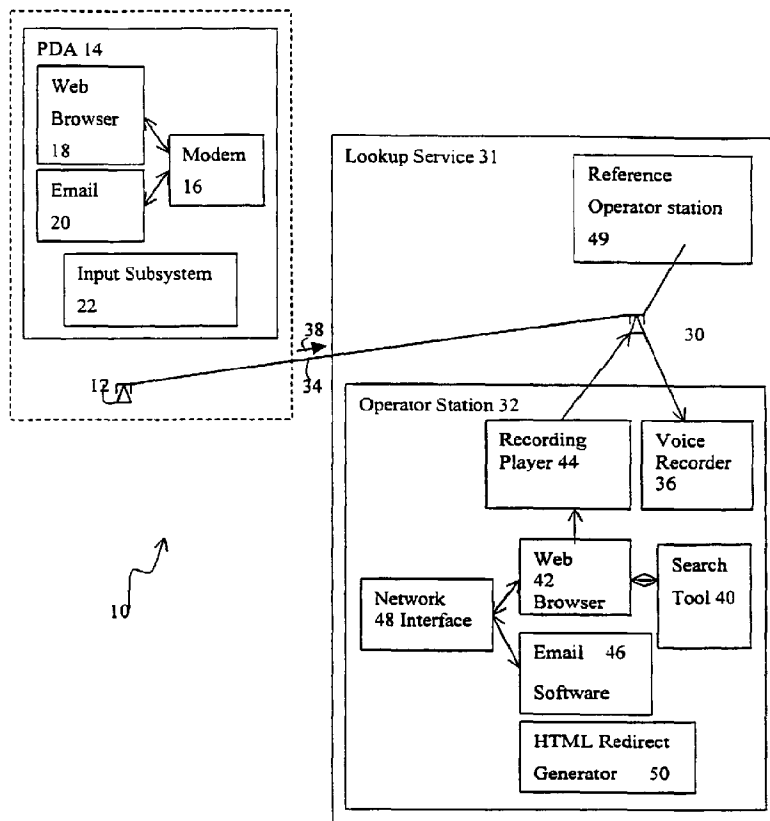 PDA 14
Web
Browser
18
Modem
16
Email
20
Input Subsystem
22
12
38
34
10
Lookup Service 31
Reference
Operator station
49
30
Operator Station 32
Recording
Player 44
Voice
Recorder
36
Web
42
Browser
Search
Tool 40
Network
48 Interface
Email 46
Software
HTML Redirect
Generator 50